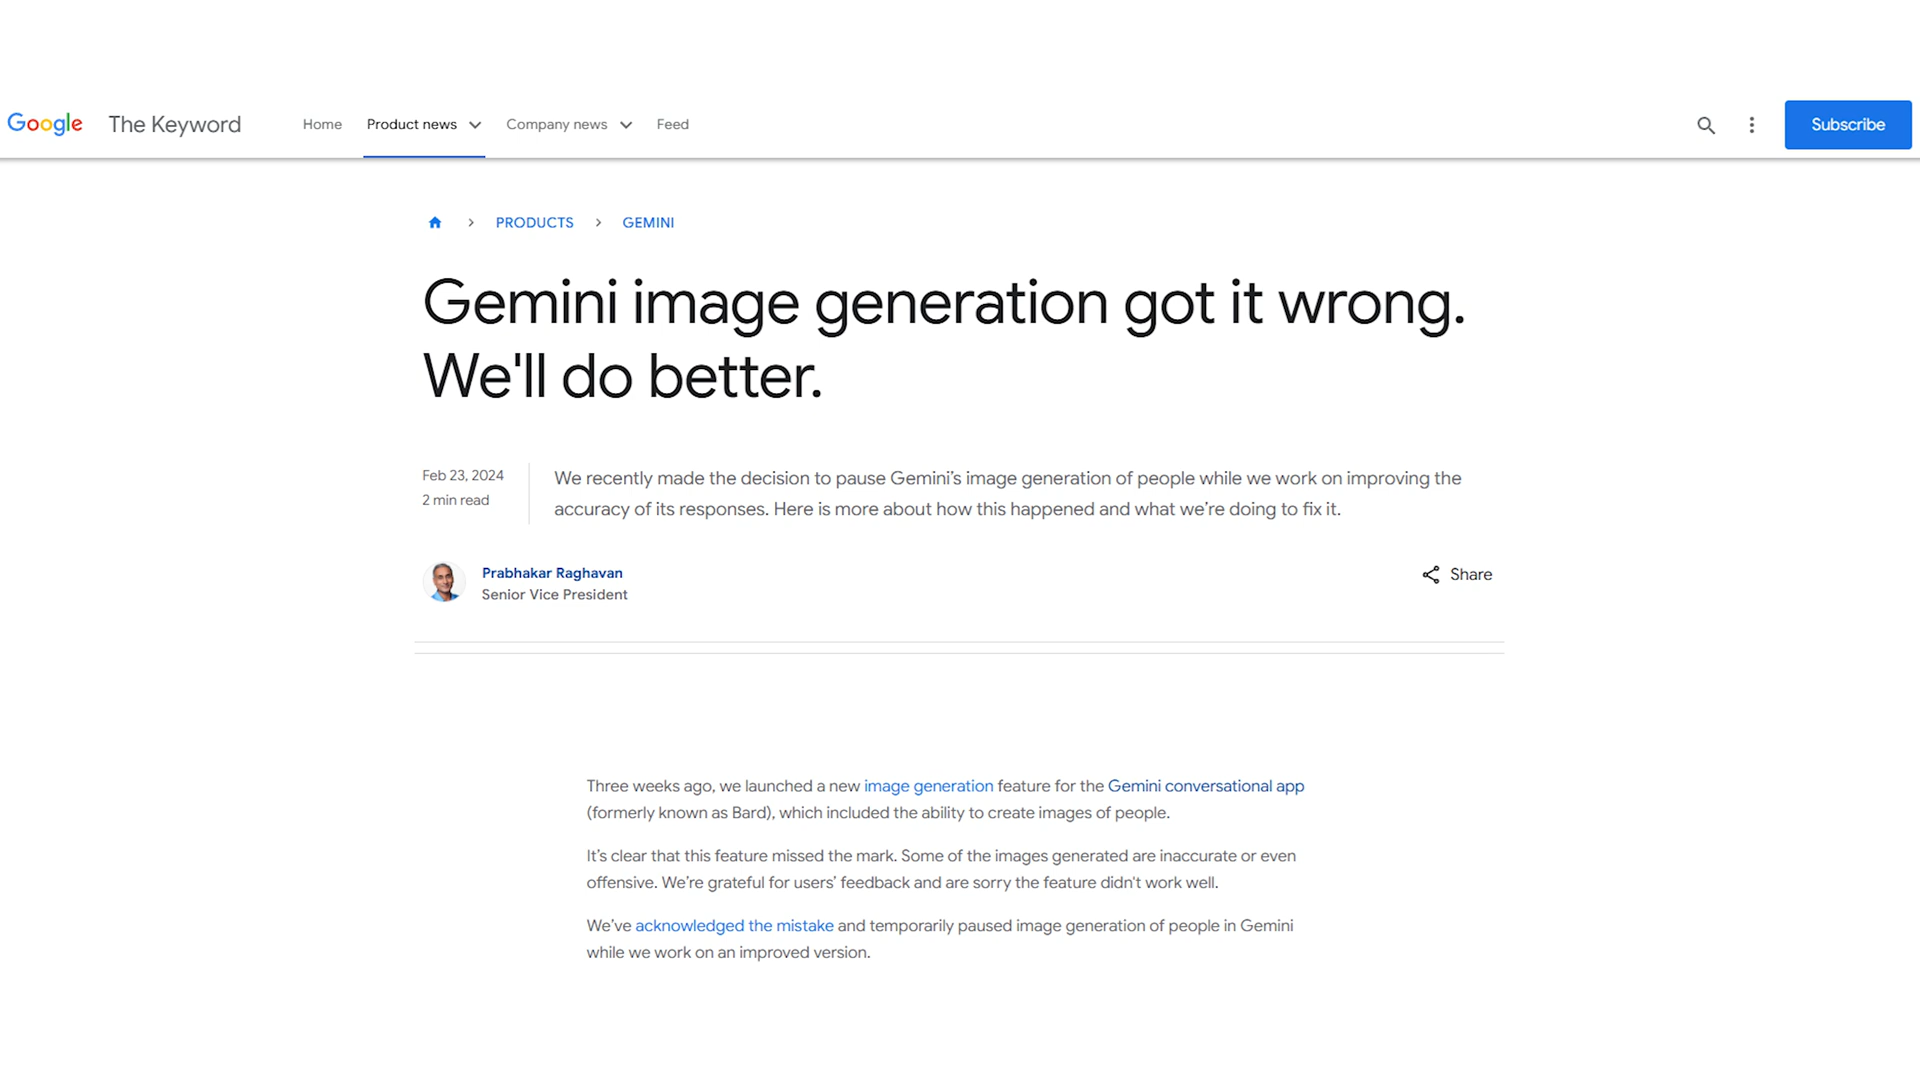 Google The Keyword Home Product news Company news Feed Subscribe
PRODUCTS GEMINI
Gemini image generation got it wrong.
We'll do better.
Feb 23, 2024
2 min read
We recently made the decision to pause Gemini’s image generation of people while we work on improving the
accuracy of its responses. Here is more about how this happened and what we’re doing to fix it.
Prabhakar Raghavan
Senior Vice President
Share
Three weeks ago, we launched a new image generation feature for the Gemini conversational app
(formerly known as Bard), which included the ability to create images of people.
It’s clear that this feature missed the mark. Some of the images generated are inaccurate or even
offensive. We’re grateful for users’ feedback and are sorry the feature didn't work well.
We’ve acknowledged the mistake and temporarily paused image generation of people in Gemini
while we work on an improved version.